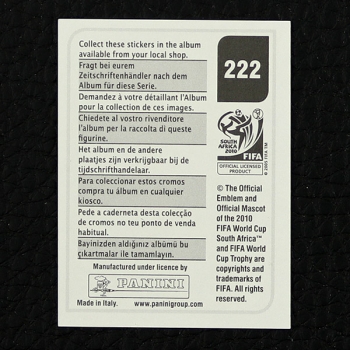 Collect these stickers in the album
available from your local shop.
Fragt bei eurem
Zeitschriftenhändler nach dem
Album für diese Serie.
Demandez à votre détaillant l'Album
pour la collection de ces images.
Chiedete al vostro rivenditore
l'album per la raccolta di queste
figurine.
Het album en de andere
plaatjes zijn verkrijgbaar bij de
tijdschrifthandelaar.
Para coleccionar estos cromos
compra tu álbum en cualquier
kiosco.
Pede a caderneta desta colecção
de cromos no teu ponto de venda
habitual.
Bayinizden aldığınız albümü bu
çıkartmalar ile tamamlayın.
Manufactured under licence by
PANINI
Made in Italy.
www.paninigroup.com
222
SOUTH AFRICA
2010
FIFA
OFFICIAL LICENSED
PRODUCT
© The Official
Emblem and Official Mascot
of the 2010
FIFA World Cup
South Africa™
and FIFA World
Cup Trophy are
copyrights and
trademarks of
FIFA. All rights
reserved.